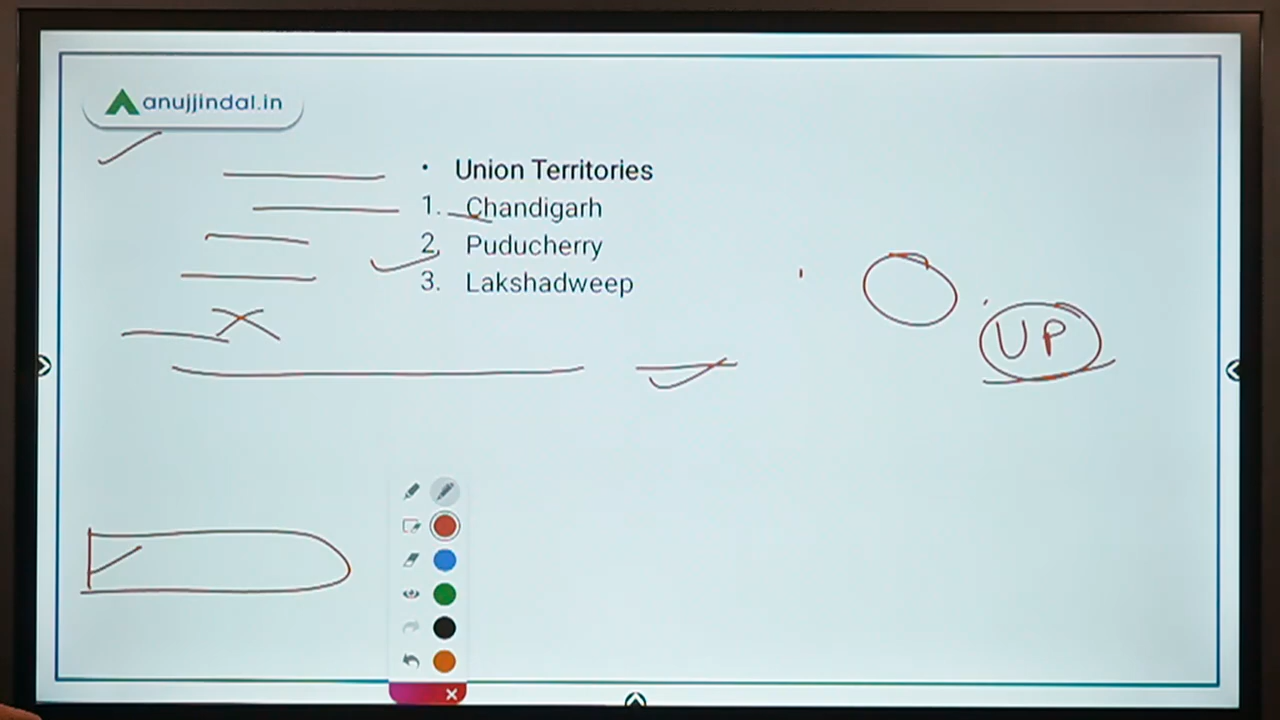 anujjindal.in
• Union Territories
1. Chandigarh
2. Puducherry
3. Lakshadweep
UP